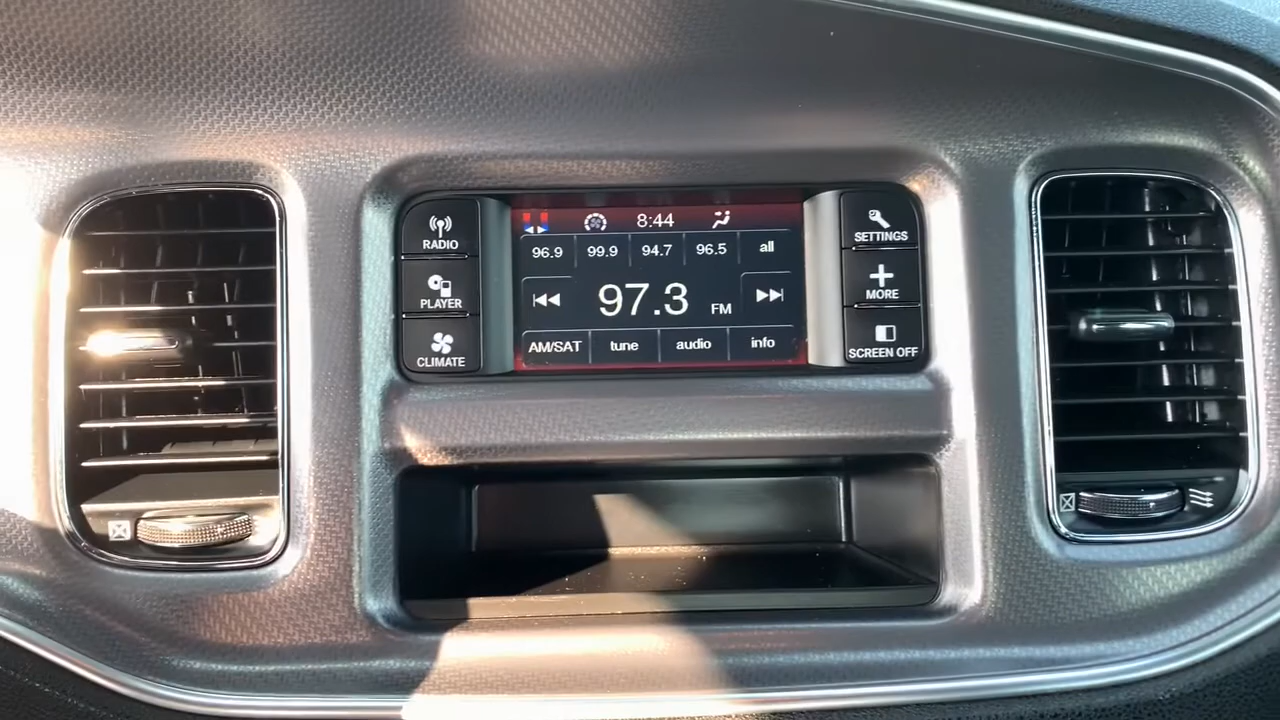 RADIO
PLAYER
CLIMATE
8:44
96.9 99.9 94.7 96.5 all
97.3 FM
AM/SAT tune audio info
SETTINGS
MORE
SCREEN OFF